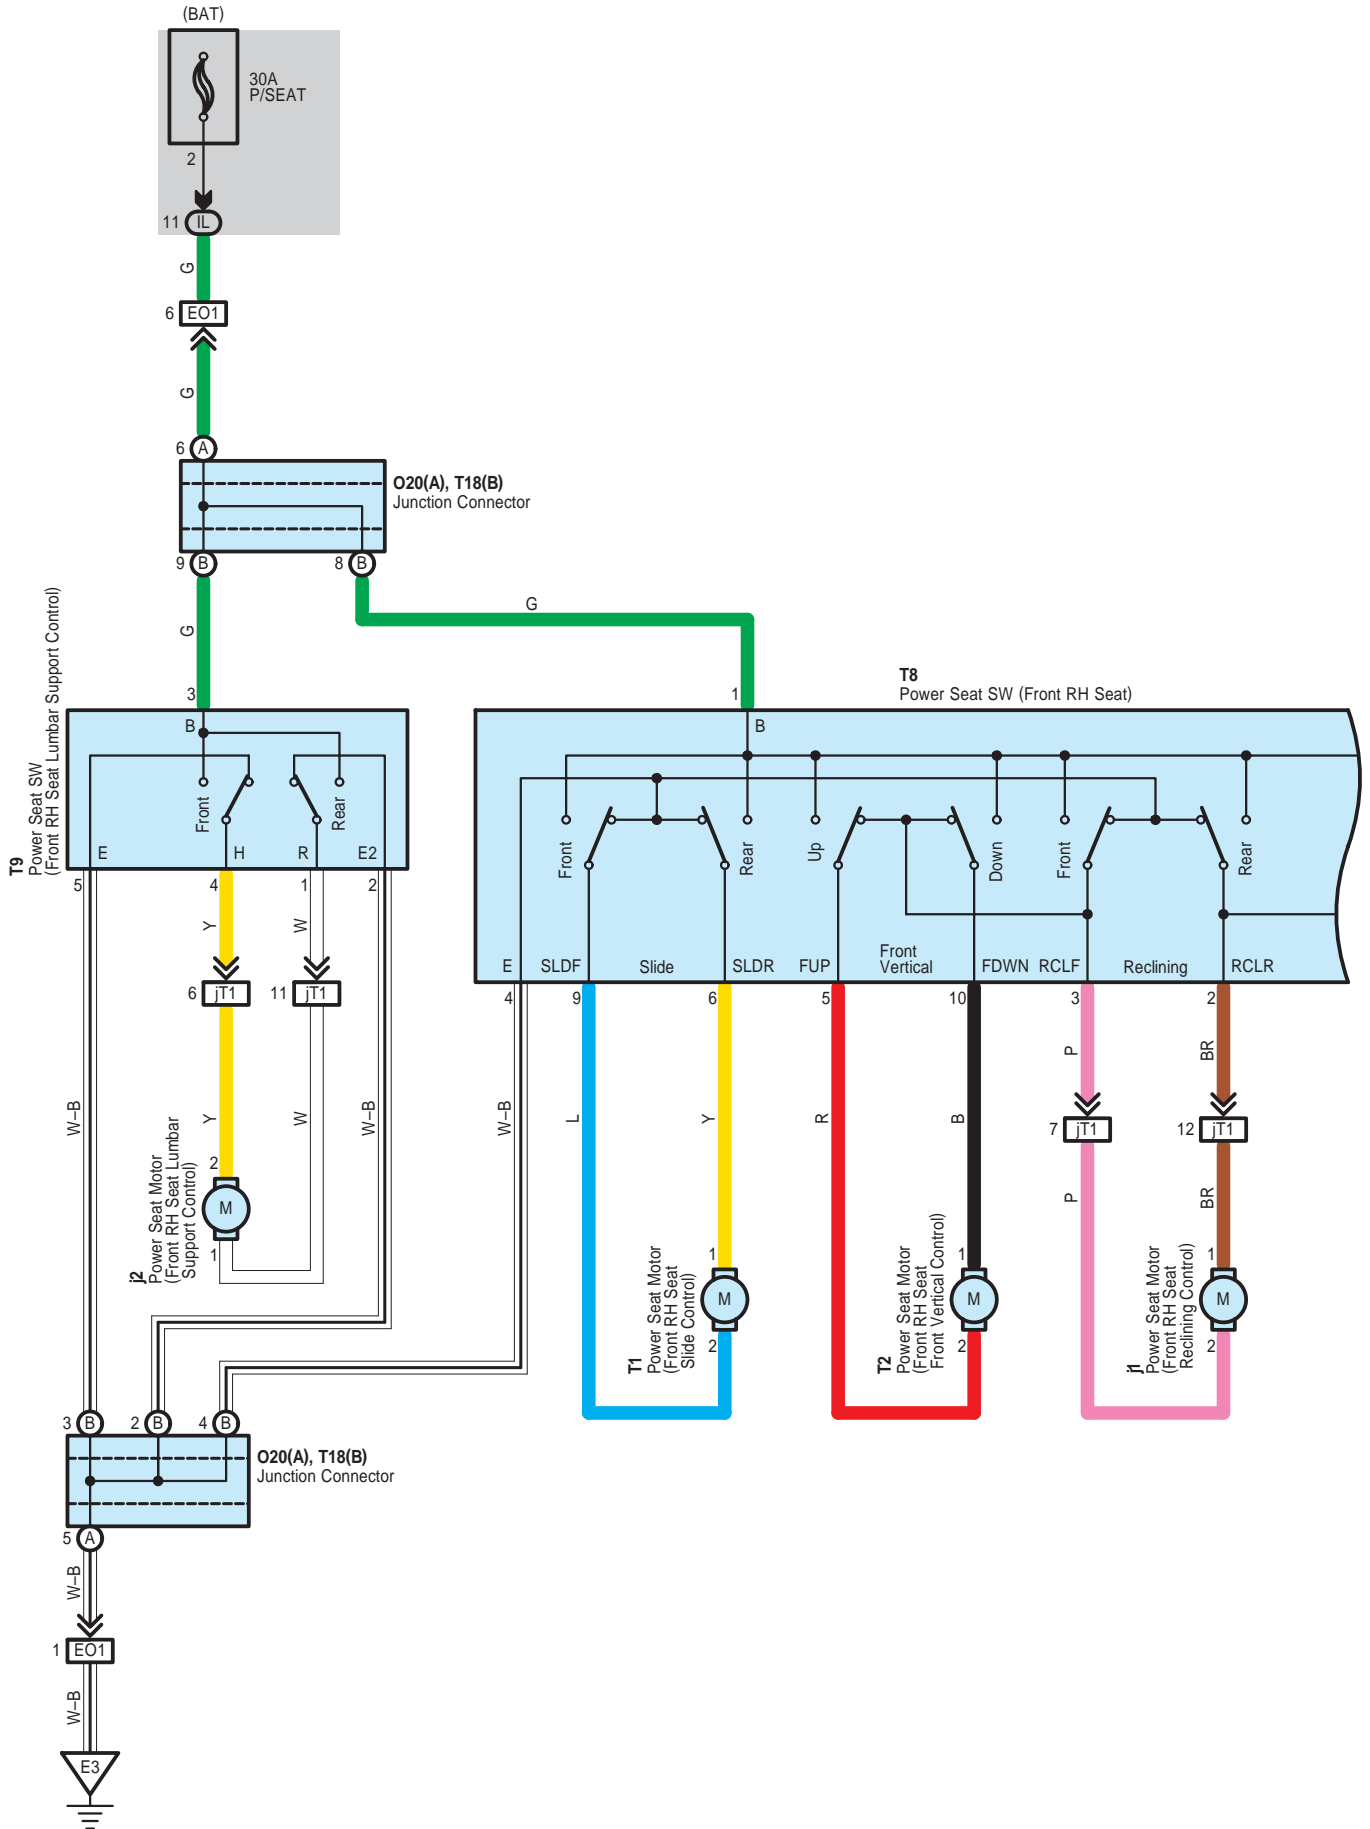 (BAT)
30A
P/SEAT
2
11 IL
G
6 EO1
G
6 A
O20(A), T18(B)
Junction Connector
9 B 8 B
G
G
T9
Power Seat SW
(Front RH Seat Lumbar Support Control)
3
B
Front
Rear
E H R E2
5 4 1 2
T8
Power Seat SW (Front RH Seat)
1
B
Front
Rear
Up
Down
Front
Rear
E SLDF Slide SLDR FUP Front
Vertical FDWN RCLF Reclining RCLR
4 9 6 5 10 3 2
Y W
6 jT1 11 jT1
P BR
7 jT1 12 jT1
W–B Y W W–B W–B L Y R B P BR
j2
Power Seat Motor
(Front RH Seat Lumbar
Support Control)
2
M
1
T1
Power Seat Motor
(Front RH Seat
Slide Control)
1
M
2
T2
Power Seat Motor
(Front RH Seat
Front Vertical Control)
1
M
2
j1
Power Seat Motor
(Front RH Seat
Reclining Control)
1
M
2
3 B 2 B 4 B
O20(A), T18(B)
Junction Connector
5 A
W–B
1 EO1
W–B
E3